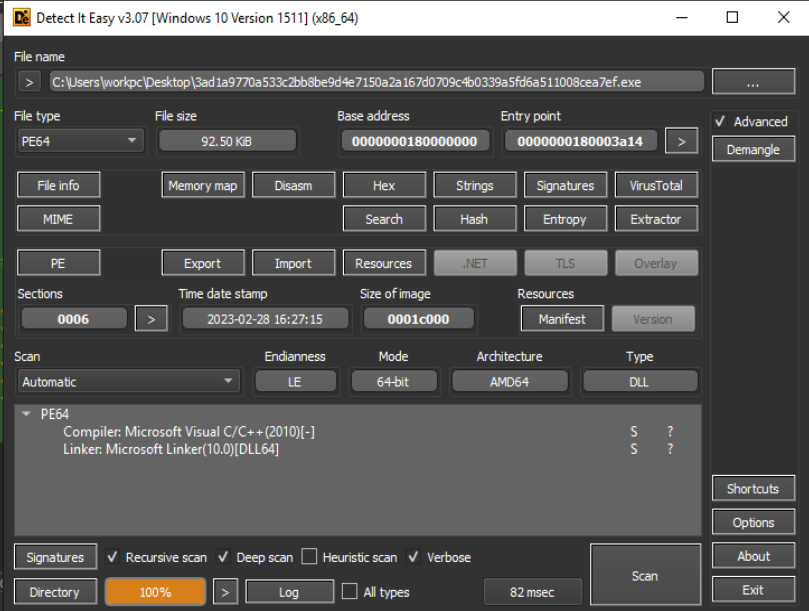 Detect It Easy v3.07 [Windows 10 Version 1511] (x86_64)
File name
> C:\Users\workpc\Desktop\3ad1a9770a533c2bb8be9d4e7150a2a167d0709c4b0339a5fd6a511008cea7ef.exe ...
File type File size Base address Entry point Advanced
PE64 92.50 KiB 0000000180000000 0000000180003a14 > Demangle
File info Memory map Disasm Hex Strings Signatures VirusTotal
MIME Search Hash Entropy Extractor
PE Export Import Resources .NET TLS Overlay
Sections Time date stamp Size of image Resources
0006 > 2023-02-28 16:27:15 0001c000 Manifest Version
Scan Endianness Mode Architecture Type
Automatic LE 64-bit AMD64 DLL
PE64
Compiler: Microsoft Visual C/C++(2010)[-] S ?
Linker: Microsoft Linker(10.0)[DLL64] S ?
Shortcuts
Options
Signatures Recursive scan Deep scan Heuristic scan Verbose Scan About
Directory 100% > Log All types 82 msec Exit